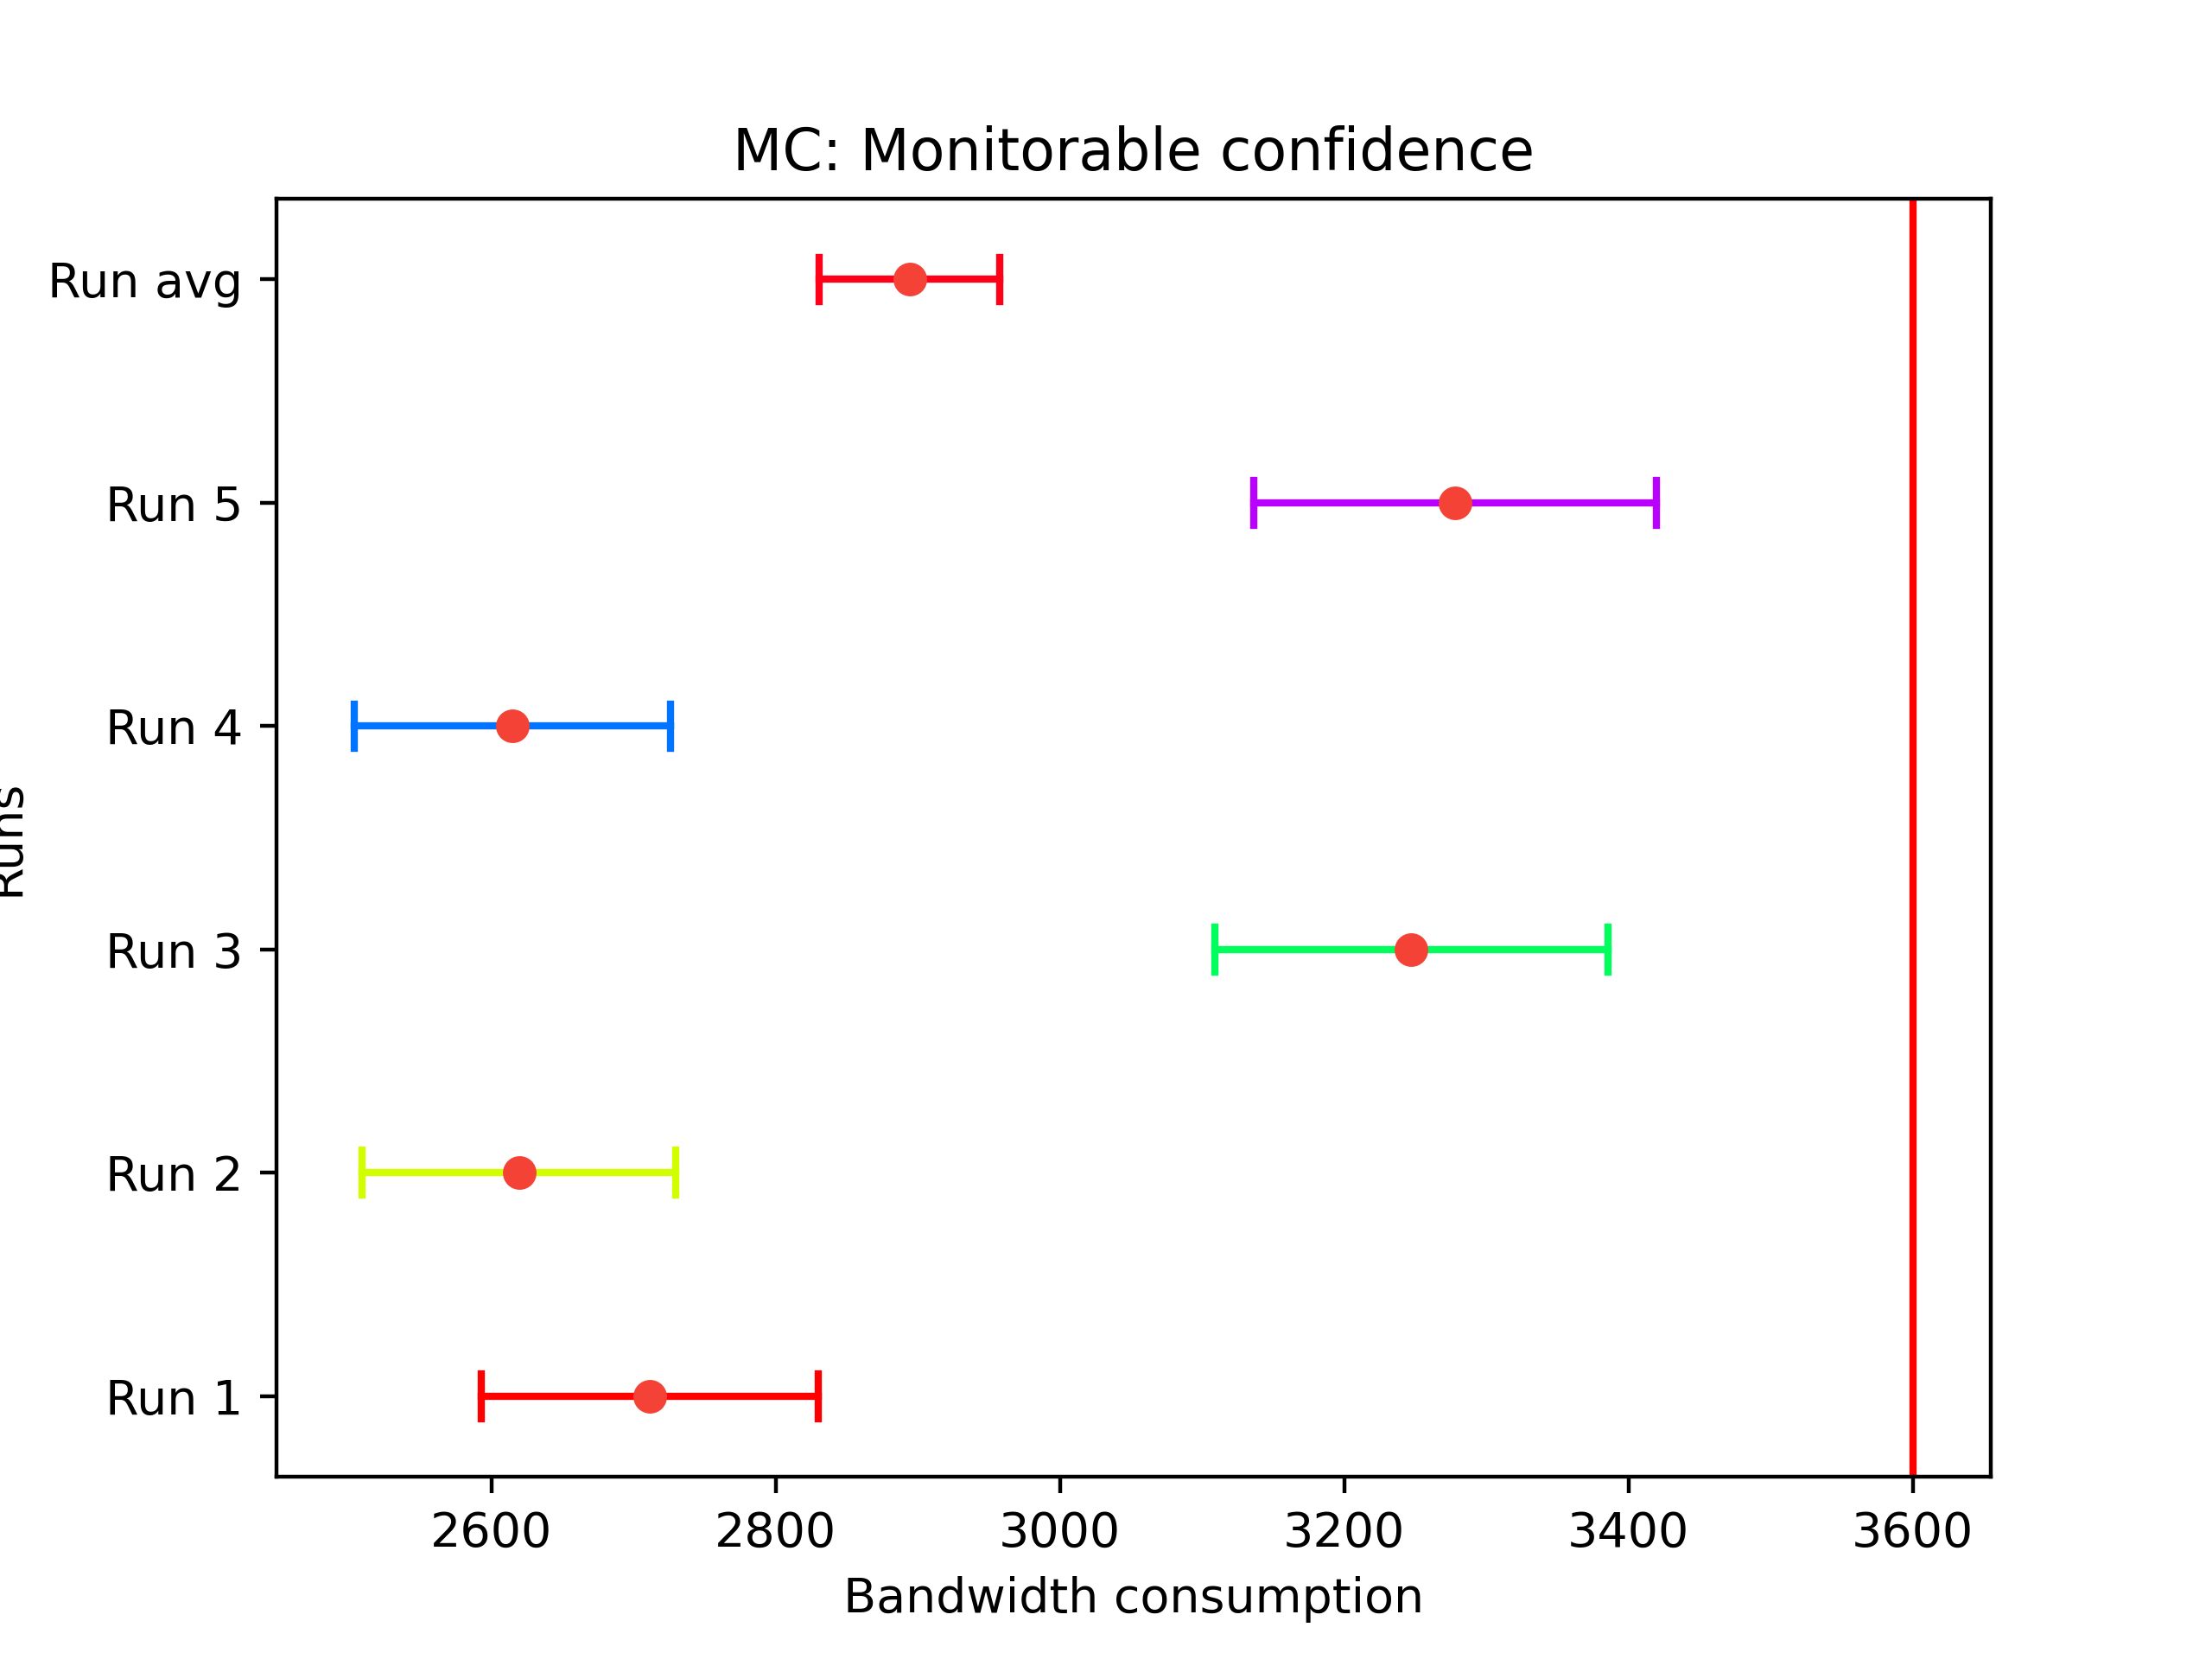 MC: Monitorable confidence
Run avg
Run 5
Run 4
Run 3
Run 2
Run 1
Runs
2600 2800 3000 3200 3400 3600
Bandwidth consumption